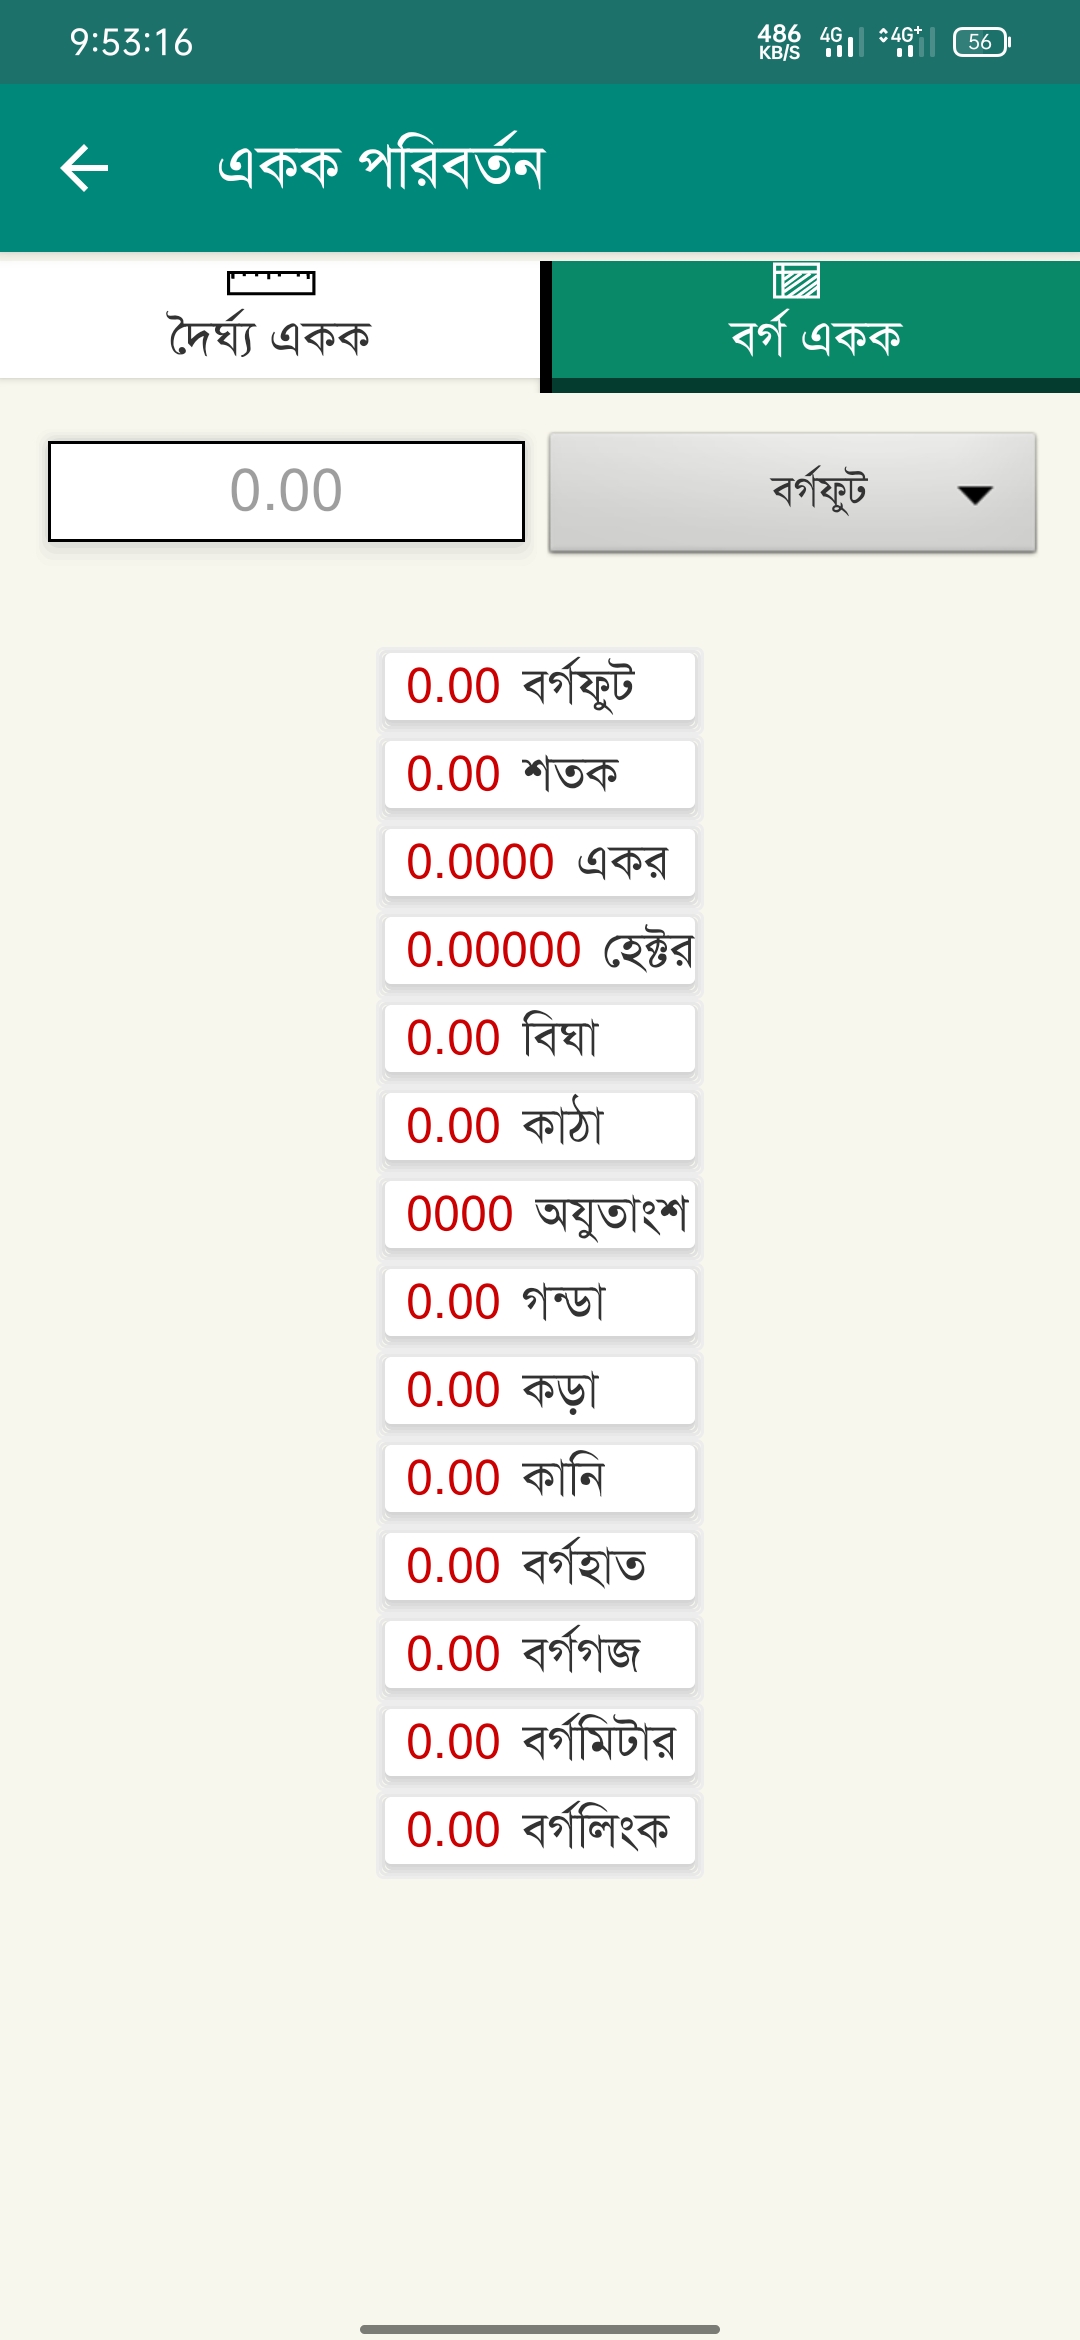 9:53:16
486 KB/S 4G 4G+ 56
একক পরিবর্তন
দৈর্ঘ্য একক
বর্গ একক
0.00
বর্গফুট
0.00 বর্গফুট
0.00 শতক
0.0000 একর
0.00000 হেক্টর
0.00 বিঘা
0.00 কাঠা
0000 অযুতাংশ
0.00 গন্ডা
0.00 কড়া
0.00 কানি
0.00 বর্গহাত
0.00 বর্গগজ
0.00 বর্গমিটার
0.00 বর্গলিংক